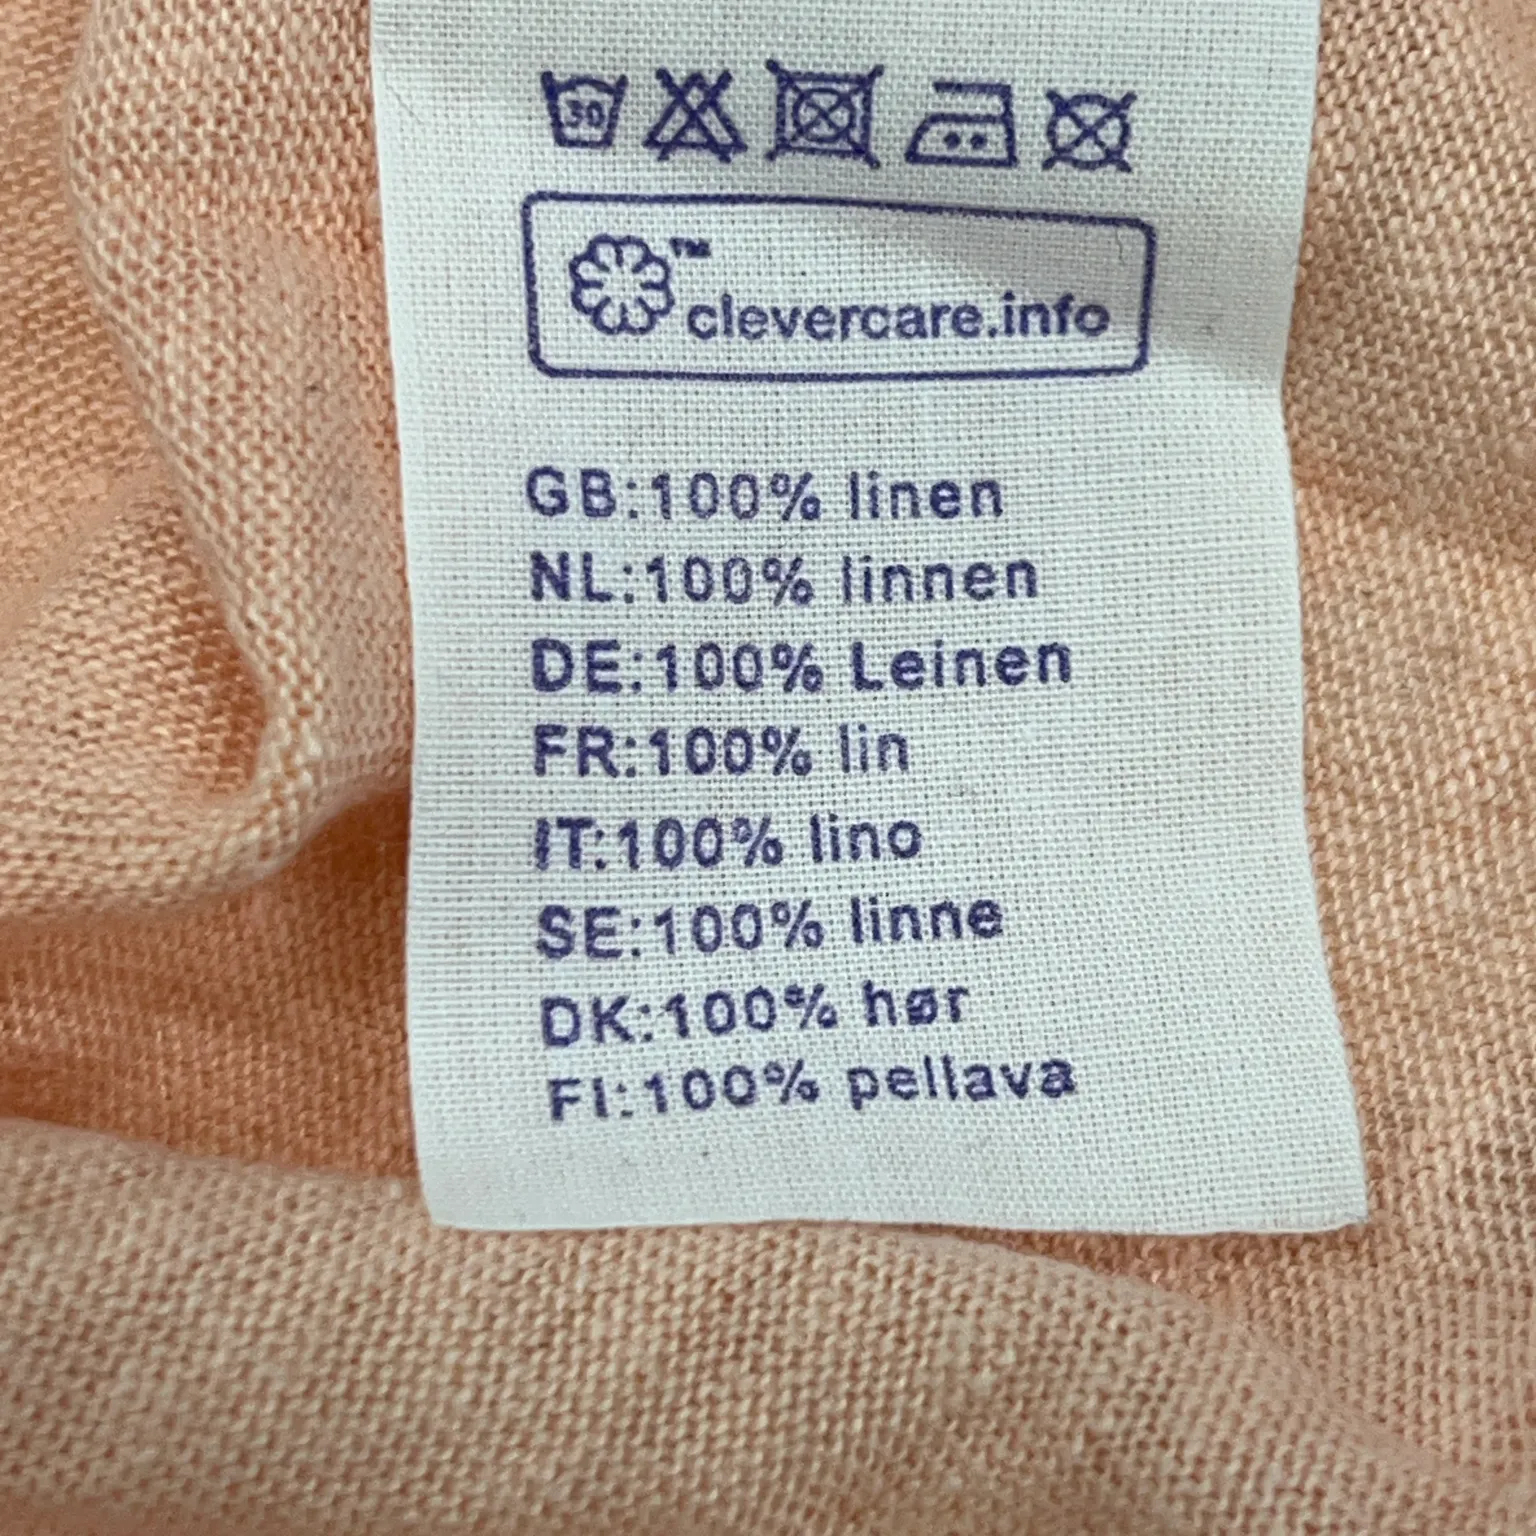 30
™
clevercare.info
GB:100% linen
NL:100% linnen
DE:100% Leinen
FR:100% lin
IT:100% lino
SE:100% linne
DK:100% hør
FI:100% pellava